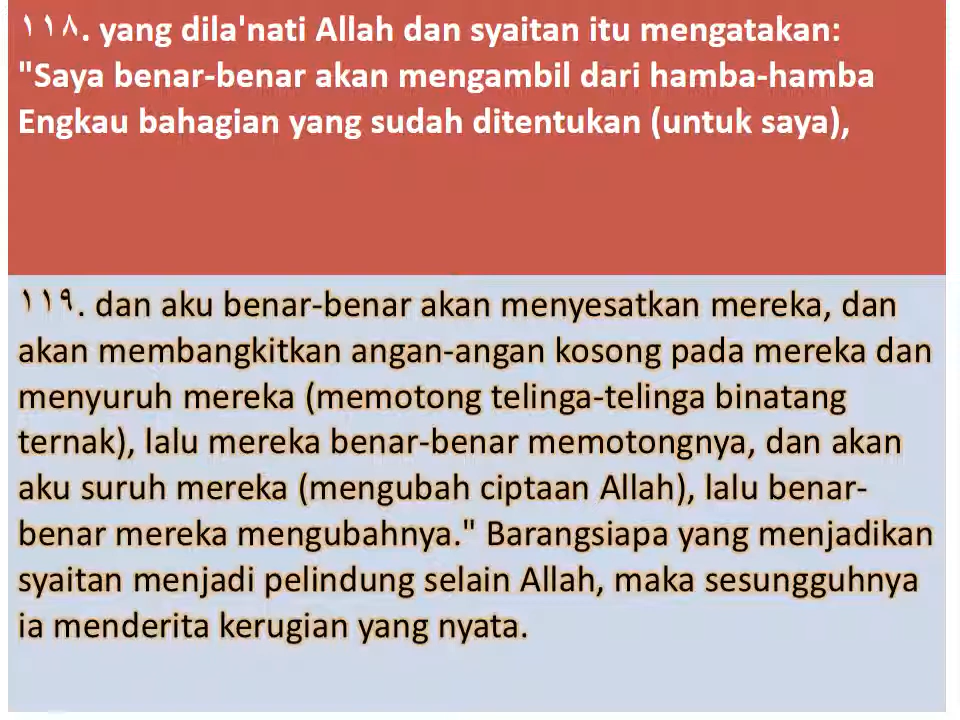 ١١٨. yang dila'nati Allah dan syaitan itu mengatakan:
"Saya benar-benar akan mengambil dari hamba-hamba
Engkau bahagian yang sudah ditentukan (untuk saya),
١١٩. dan aku benar-benar akan menyesatkan mereka, dan
akan membangkitkan angan-angan kosong pada mereka dan
menyuruh mereka (memotong telinga-telinga binatang
ternak), lalu mereka benar-benar memotongnya, dan akan
aku suruh mereka (mengubah ciptaan Allah), lalu benar-
benar mereka mengubahnya." Barangsiapa yang menjadikan
syaitan menjadi pelindung selain Allah, maka sesungguhnya
ia menderita kerugian yang nyata.